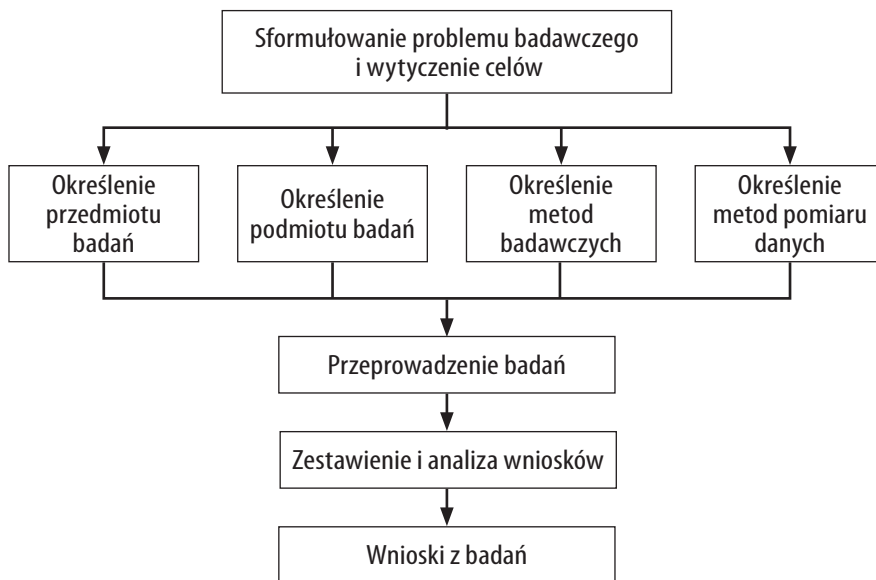 Sformułowanie problemu badawczego
i wytyczenie celów
Określenie
przedmiotu
badań
Określenie
podmiotu badań
Określenie
metod
badawczych
Określenie
metod pomiaru
danych
Przeprowadzenie badań
Zestawienie i analiza wniosków
Wnioski z badań